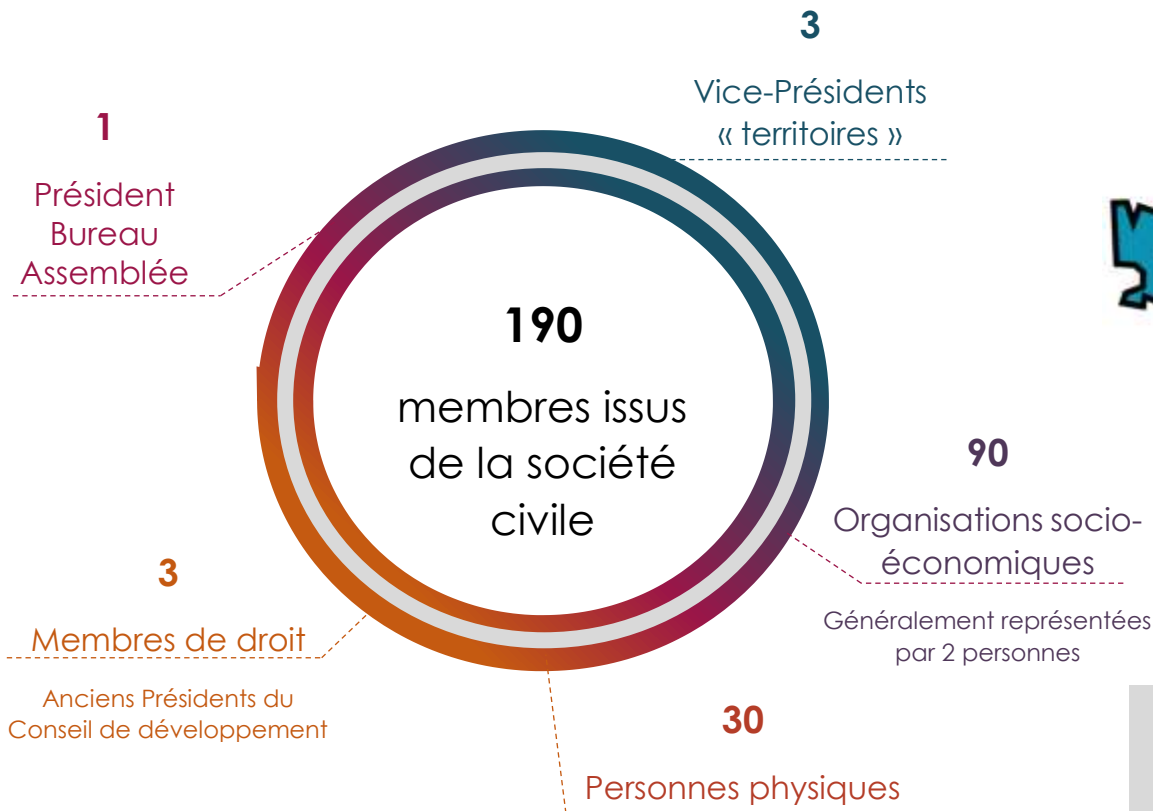 3
Vice-Présidents
« territoires »
1
Président
Bureau
Assemblée
190
membres issus
de la société
civile
90
Organisations socio-
économiques
Généralement représentées
par 2 personnes
3
Membres de droit
Anciens Présidents du
Conseil de développement
30
Personnes physiques